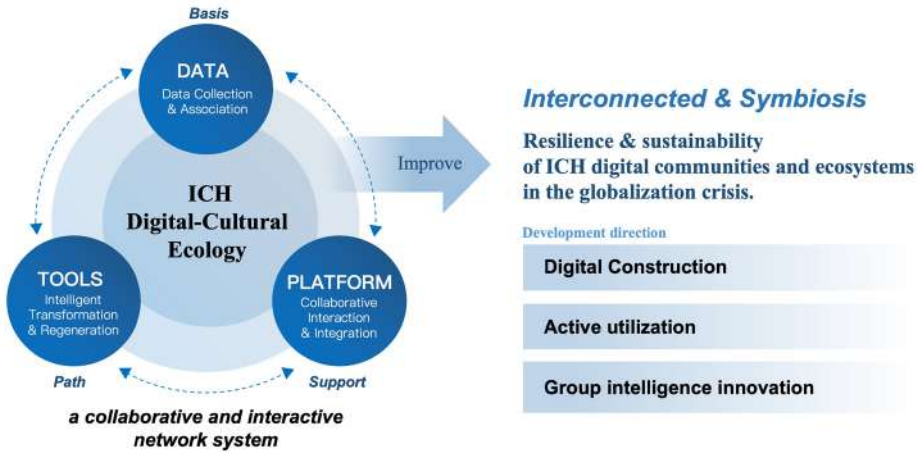 Basis
DATA
Data Collection
& Association
ICH
Digital-Cultural
Ecology
TOOLS
Intelligent
Transformation
& Regeneration
PLATFORM
Collaborative
Interaction
& Integration
Path
Support
a collaborative and interactive
network system
Improve
Interconnected & Symbiosis
Resilience & sustainability
of ICH digital communities and ecosystems
in the globalization crisis.
Development direction
Digital Construction
Active utilization
Group intelligence innovation